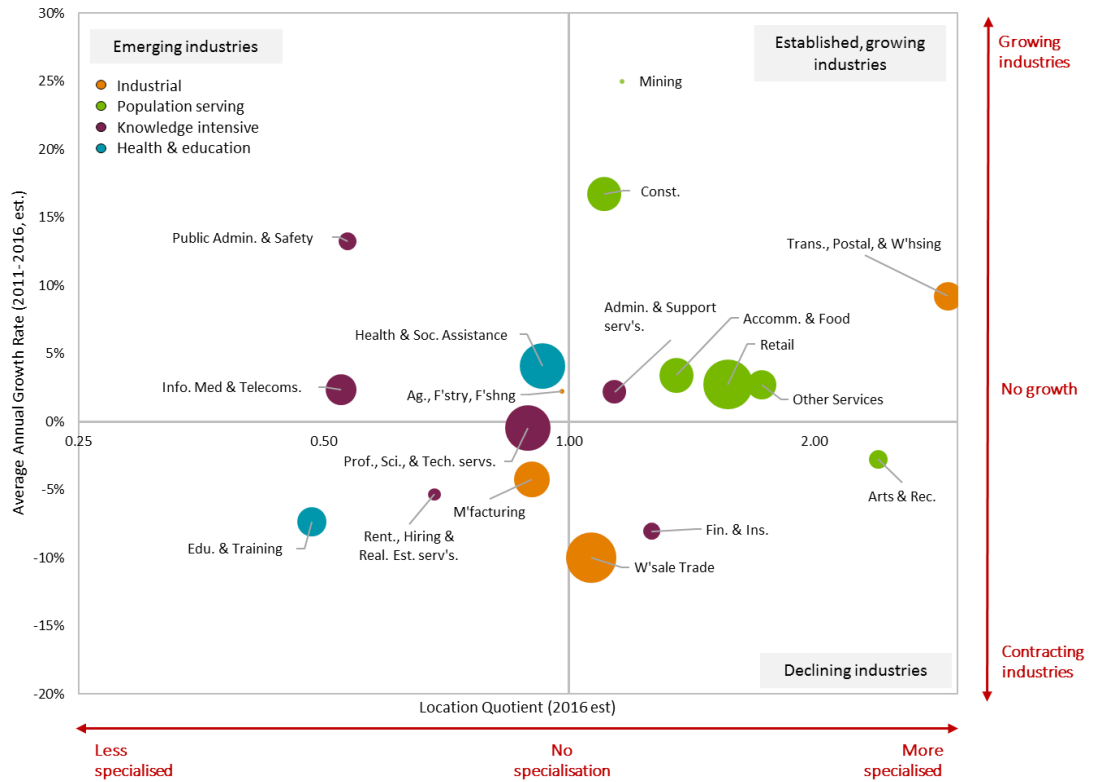 30%
25%
20%
15%
10%
5%
0%
-5%
-10%
-15%
-20%
Average Annual Growth Rate (2011-2016, est.)
Emerging industries
Industrial
Population serving
Knowledge intensive
Health & education
Established, growing
industries
Mining
Const.
Public Admin. & Safety
Trans., Postal, & W'hsing
Admin. & Support
serv's.
Accomm. & Food
Health & Soc. Assistance
Retail
Info. Med & Telecoms.
Ag., F'stry, F'shng
Other Services
0.25
0.50
1.00
2.00
Prof., Sci., & Tech. servs.
Arts & Rec.
M'facturing
Rent., Hiring &
Real. Est. serv's.
Edu. & Training
Fin. & Ins.
W'sale Trade
Declining industries
Location Quotient (2016 est)
Growing
industries
No growth
Contracting
industries
Less
specialised
No
specialisation
More
specialised